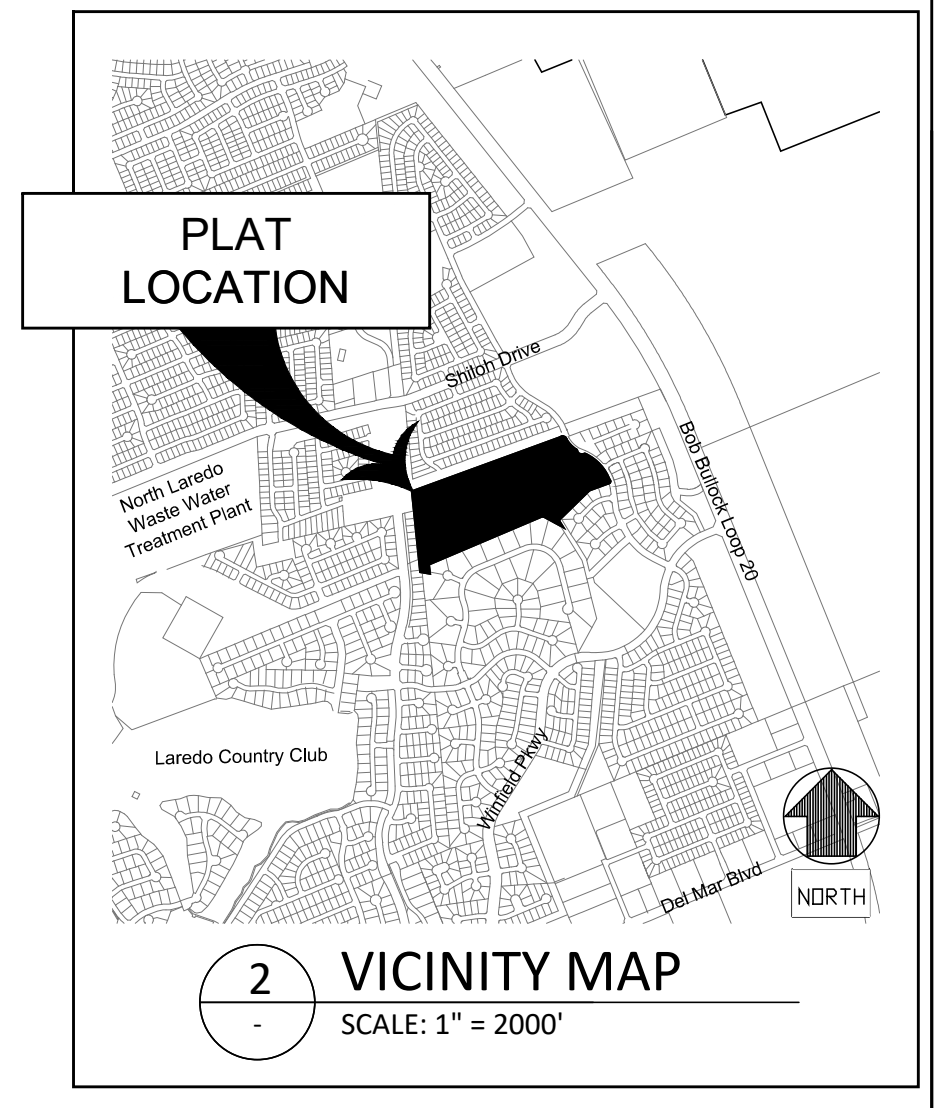 PLAT
LOCATION
Shiloh Drive
Bob Bullock Loop 20
North Laredo
Waste Water
Treatment Plant
Laredo Country Club
Winfield Pkwy
Del Mar Blvd
NORTH
2
-
VICINITY MAP
SCALE: 1" = 2000'